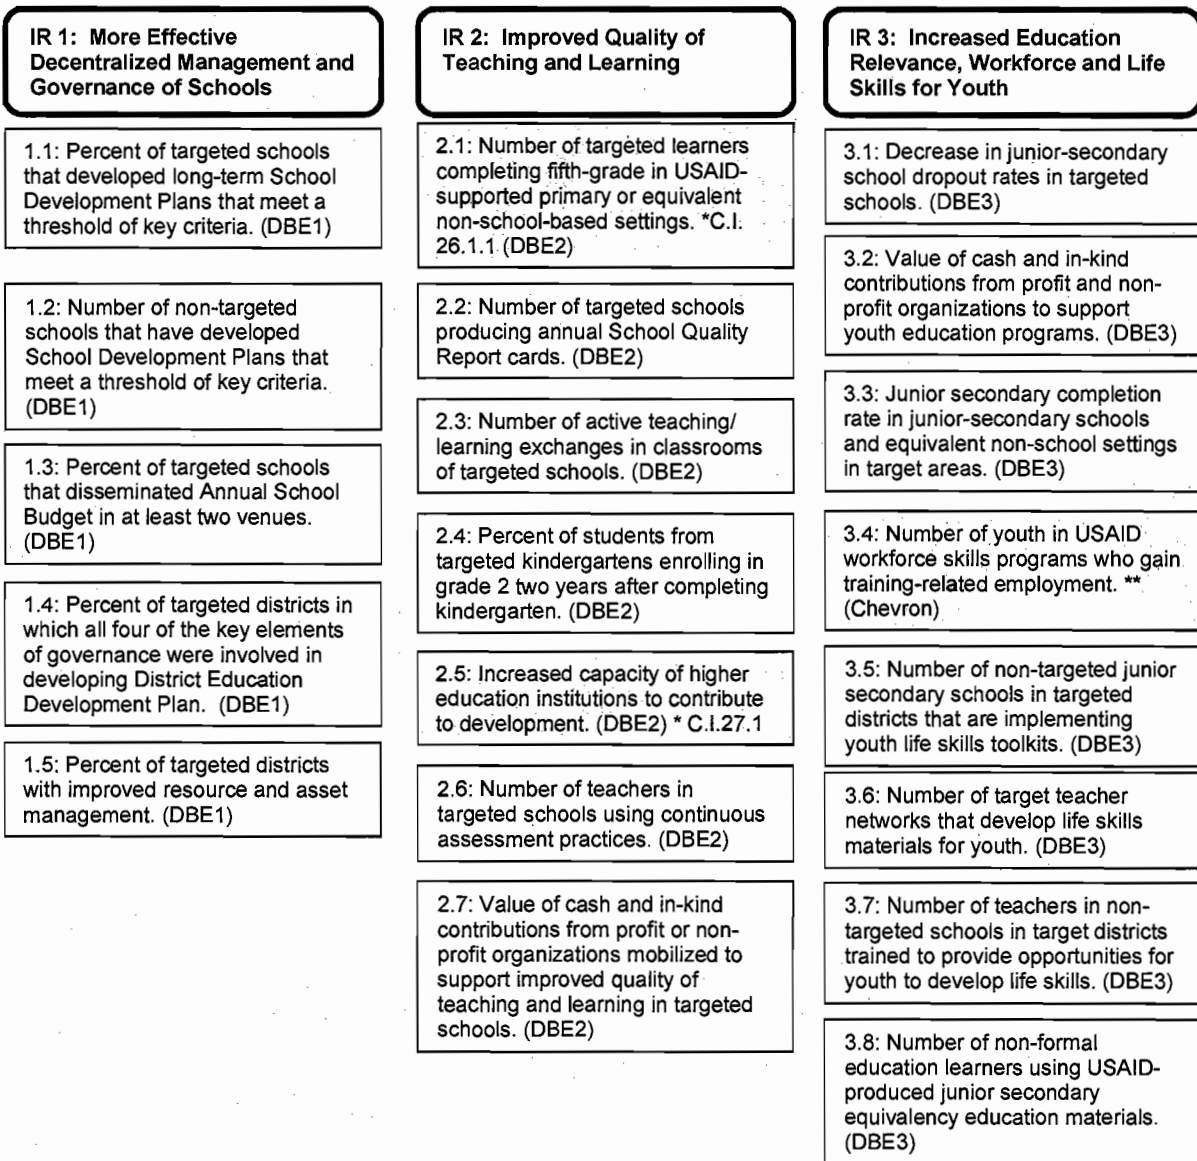 IR 1: More Effective
Decentralized Management and
Governance of Schools
1.1: Percent of targeted schools
that developed long-term School
Development Plans that meet a
threshold of key criteria. (DBE1)
1.2: Number of non-targeted
schools that have developed
School Development Plans that
meet a threshold of key criteria.
(DBE1)
1.3: Percent of targeted schools
that disseminated Annual School
Budget in at least two venues.
(DBE1)
1.4: Percent of targeted districts in
which all four of the key elements
of governance were involved in
developing District Education
Development Plan. (DBE1)
1.5: Percent of targeted districts
with improved resource and asset
management. (DBE1)
IR 2: Improved Quality of
Teaching and Learning
2.1: Number of targeted learners
completing fifth-grade in USAID-
supported primary or equivalent
non-school-based settings. *C.I.
26.1.1 (DBE2)
2.2: Number of targeted schools
producing annual School Quality
Report cards. (DBE2)
2.3: Number of active teaching/
learning exchanges in classrooms
of targeted schools. (DBE2)
2.4: Percent of students from
targeted kindergartens enrolling in
grade 2 two years after completing
kindergarten. (DBE2)
2.5: Increased capacity of higher
education institutions to contribute
to development. (DBE2) * C.I.27.1
2.6: Number of teachers in
targeted schools using continuous
assessment practices. (DBE2)
2.7: Value of cash and in-kind
contributions from profit or non-
profit organizations mobilized to
support improved quality of
teaching and learning in targeted
schools. (DBE2)
IR 3: Increased Education
Relevance, Workforce and Life
Skills for Youth
3.1: Decrease in junior-secondary
school dropout rates in targeted
schools. (DBE3)
3.2: Value of cash and in-kind
contributions from profit and non-
profit organizations to support
youth education programs. (DBE3)
3.3: Junior secondary completion
rate in junior-secondary schools
and equivalent non-school settings
in target areas. (DBE3)
3.4: Number of youth in USAID
workforce skills programs who gain
training-related employment. **
(Chevron)
3.5: Number of non-targeted junior
secondary schools in targeted
districts that are implementing
youth life skills toolkits. (DBE3)
3.6: Number of target teacher
networks that develop life skills
materials for youth. (DBE3)
3.7: Number of teachers in non-
targeted schools in target districts
trained to provide opportunities for
youth to develop life skills. (DBE3)
3.8: Number of non-formal
education learners using USAID-
produced junior secondary
equivalency education materials.
(DBE3)